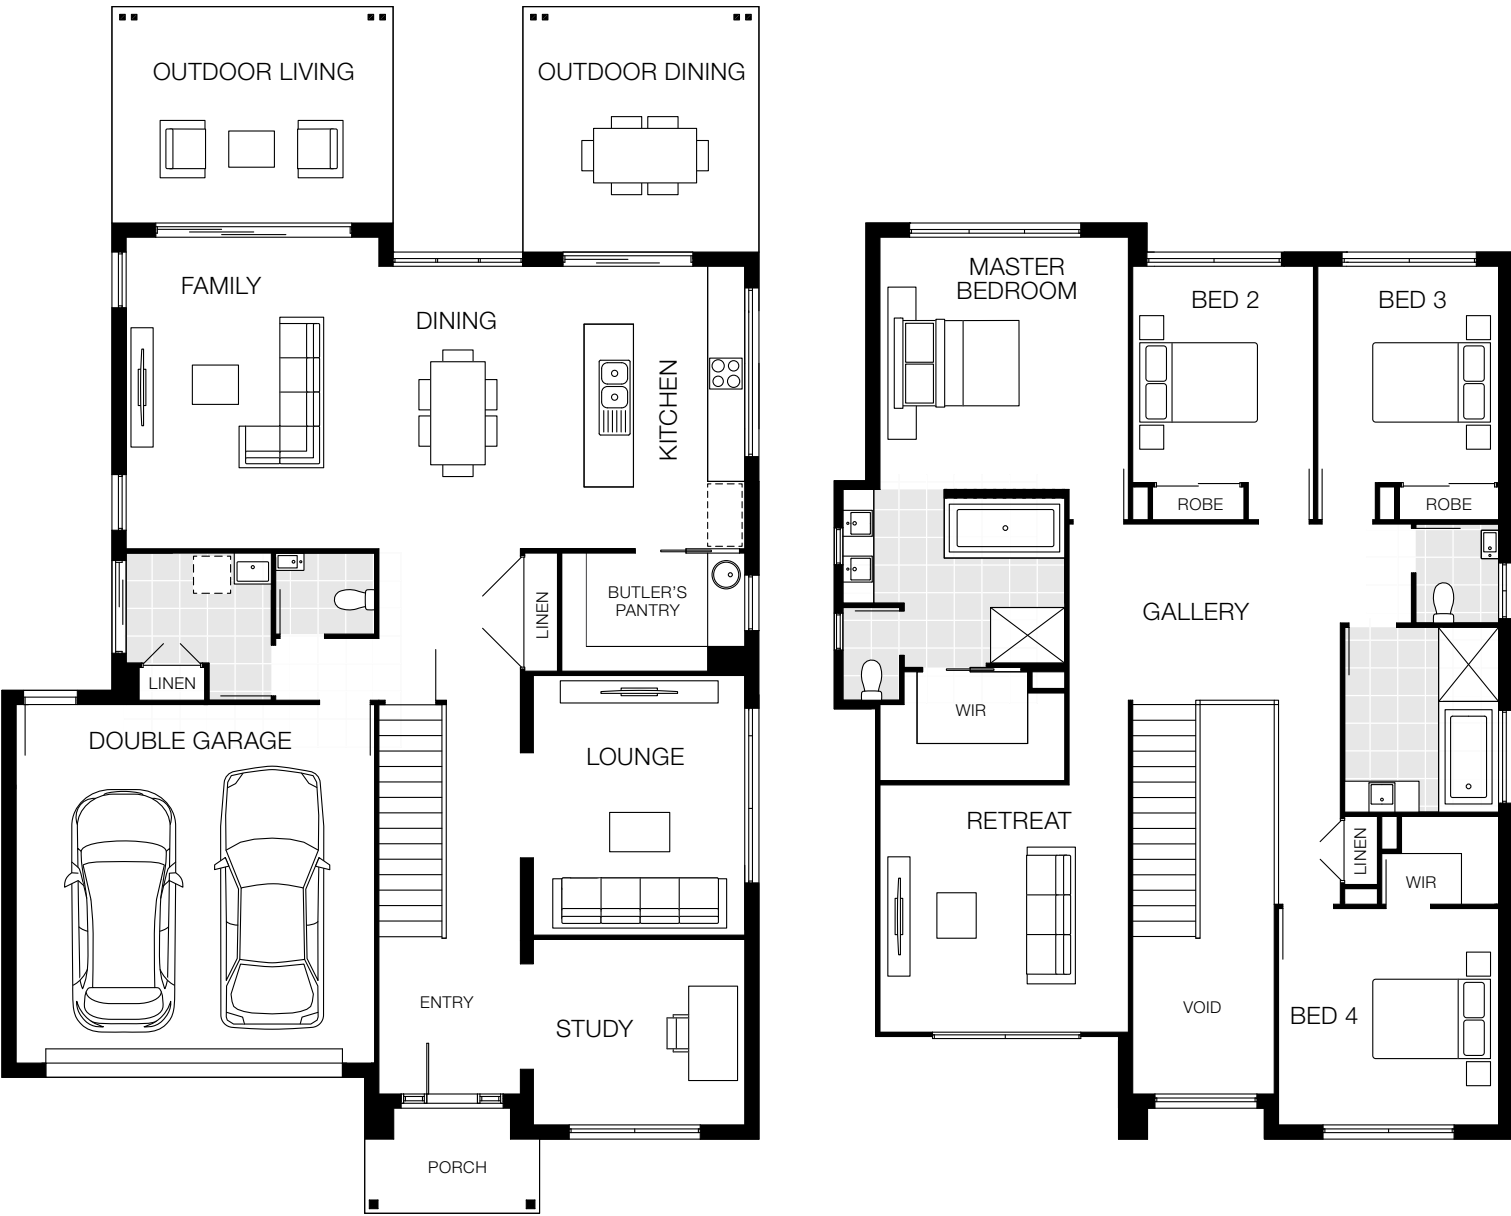 OUTDOOR LIVING
OUTDOOR DINING
FAMILY
DINING
KITCHEN
BUTLER'S
PANTRY
LINEN
LINEN
DOUBLE GARAGE
LOUNGE
ENTRY
STUDY
PORCH
MASTER
BEDROOM
BED 2
BED 3
ROBE
ROBE
GALLERY
WIR
RETREAT
LINEN
WIR
VOID
BED 4